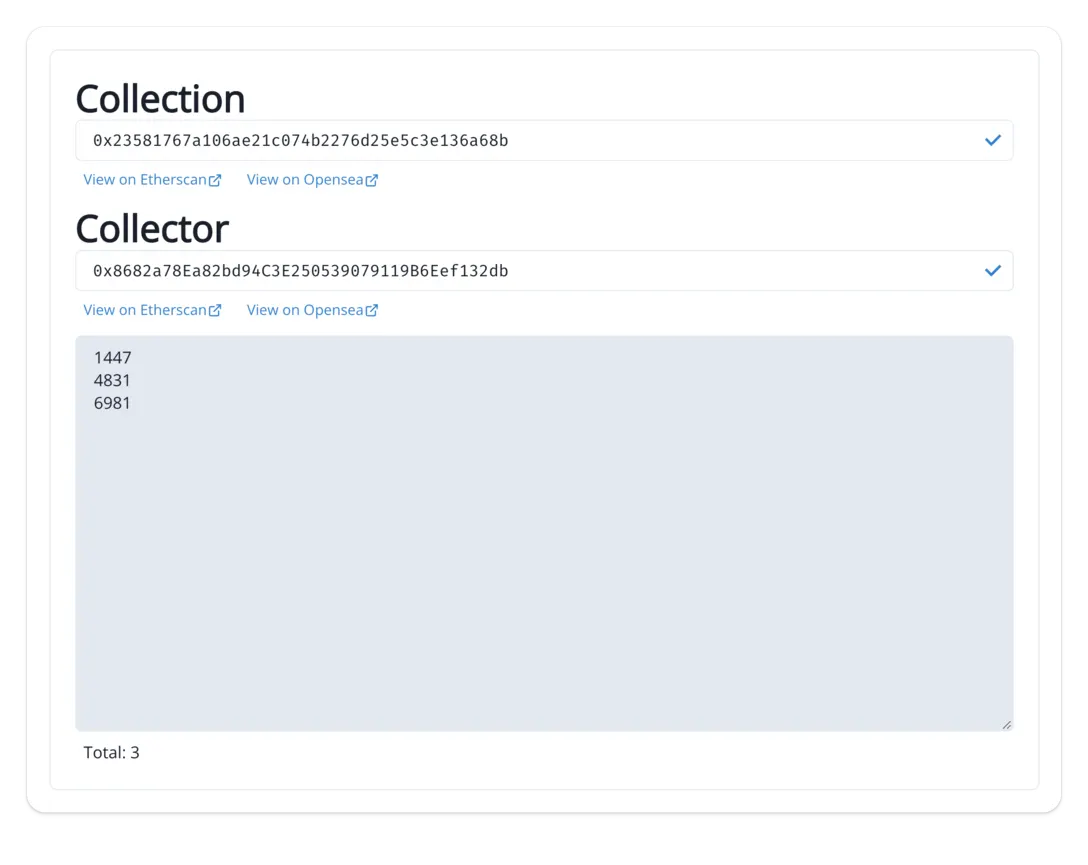 Collection
0x23581767a106ae21c074b2276d25e5c3e136a68b
View on Etherscan View on Opensea
Collector
0x8682a78Ea82bd94C3E250539079119B6Eef132db
View on Etherscan View on Opensea
1447
4831
6981
Total: 3